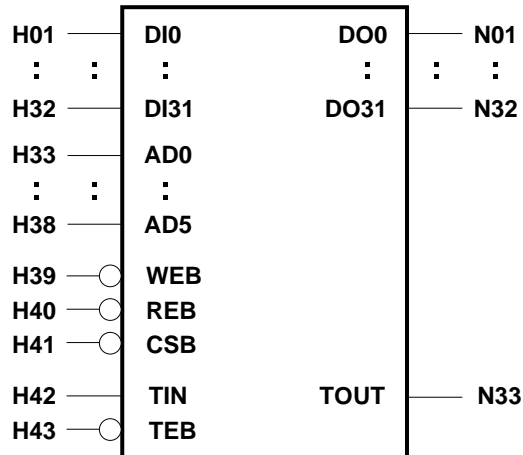 H01 DI0 DO0 N01
: : : : : :
H32 DI31 DO31 N32
H33 AD0
: : :
H38 AD5
H39 WEB
H40 REB
H41 CSB
H42 TIN TOUT N33
H43 TEB